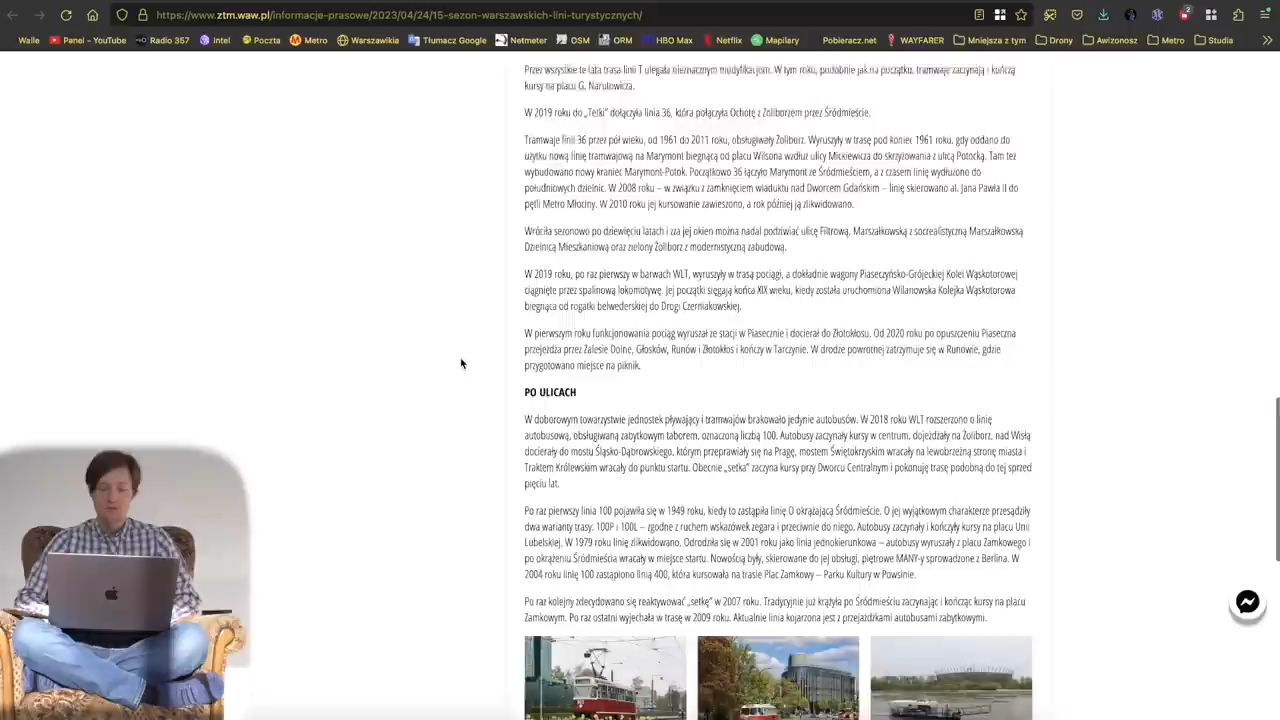 https://www.ztm.waw.pl/informacje-prasowe/2023/04/24/15-sezon-warszawskich-lini-turystycznych/
2
Walle Panel - YouTube Radio 357 Intel Poczta Metro Warszawikia Tłumacz Google Netmeter OSM ORM HBO Max Netflix Mapilary Pobieracz.net WAYFARER Mniejsza z tym Drony Awizonosz Metro Studia
Przez wszystkie te lata trasa linii T ulegała nieznacznym modyfikacjom. W tym roku, podobnie jak na początku, tramwaje zaczynają i kończą
kursy na placu G. Narutowicza.
W 2019 roku do „Tetki” dołączyła linia 36, która połączyła Ochotę z Żoliborzem przez Śródmieście.
Tramwaje linii 36 przez pół wieku, od 1961 do 2011 roku, obsługiwały Żoliborz. Wyruszyły w trasę pod koniec 1961 roku, gdy oddano do
użytku nową linię tramwajową na Marymont biegnącą od placu Wilsona wzdłuż ulicy Mickiewicza do skrzyżowania z ulicą Potocką. Tam też
wybudowano nowy kraniec Marymont-Potok. Początkowo 36 łączyło Marymont ze Śródmieściem, a z czasem linię wydłużono do
południowych dzielnic. W 2008 roku – w związku z zamknięciem wiaduktu nad Dworcem Gdańskim – linię skierowano al. Jana Pawła II do
pętli Metro Młociny. W 2010 roku jej kursowanie zawieszono, a rok później ją zlikwidowano.
Wróciła sezonowo po dziewięciu latach i zza jej okien można nadal podziwiać ulicę Filtrową, Marszałkowską z socrealistyczną Marszałkowską
Dzielnicą Mieszkaniową oraz zielony Żoliborz z modernistyczną zabudową.
W 2019 roku, po raz pierwszy w barwach WLT, wyruszyły w trasą pociągi, a dokładnie wagony Piaseczyńsko-Grójeckiej Kolei Wąskotorowej
ciągnięte przez spalinową lokomotywę. Jej początki sięgają końca XIX wieku, kiedy została uruchomiona Wilanowska Kolejka Wąskotorowa
biegnąca od rogatki belwederskiej do Drogi Czerniakowskiej.
W pierwszym roku funkcjonowania pociąg wyruszał ze stacji w Piasecznie i docierał do Złotokłosu. Od 2020 roku po opuszczeniu Piaseczna
przejeżdża przez Zalesie Dolne, Głosków, Runów i Złotokłos i kończy w Tarczynie. W drodze powrotnej zatrzymuje się w Runowie, gdzie
przygotowano miejsce na piknik.
PO ULICACH
W doborowym towarzystwie jednostek pływający i tramwajów brakowało jedynie autobusów. W 2018 roku WLT rozszerzono o linię
autobusową, obsługiwaną zabytkowym taborem, oznaczoną liczbą 100. Autobusy zaczynały kursy w centrum, dojeżdżały na Żoliborz, nad Wisłą
docierały do mostu Śląsko-Dąbrowskiego, którym przeprawiały się na Pragę, mostem Świętokrzyskim wracały na lewobrzeżną stronę miasta i
Traktem Królewskim wracały do punktu startu. Obecnie „setka” zaczyna kursy przy Dworcu Centralnym i pokonuję trasę podobną do tej sprzed
pięciu lat.
Po raz pierwszy linia 100 pojawiła się w 1949 roku, kiedy to zastąpiła linię O okrążającą Śródmieście. O jej wyjątkowym charakterze przesądziły
dwa warianty trasy: 100P i 100L – zgodne z ruchem wskazówek zegara i przeciwnie do niego. Autobusy zaczynały i kończyły kursy na placu Unii
Lubelskiej. W 1979 roku linię zlikwidowano. Odrodziła się w 2001 roku jako linia jednokierunkowa – autobusy wyruszały z placu Zamkowego i
po okrążeniu Śródmieścia wracały w miejsce startu. Nowością były, skierowane do jej obsługi, piętrowe MANy-y sprowadzone z Berlina. W
2004 roku linię 100 zastąpiono linią 400, która kursowała na trasie Plac Zamkowy – Parku Kultury w Powsinie.
Po raz kolejny zdecydowano się reaktywować „setkę” w 2007 roku. Tradycyjnie już krążyła po Śródmieściu zaczynając i kończąc kursy na placu
Zamkowym. Po raz ostatni wyjechała w trasę w 2009 roku. Aktualnie linia kojarzona jest z przejażdżkami autobusami zabytkowymi.